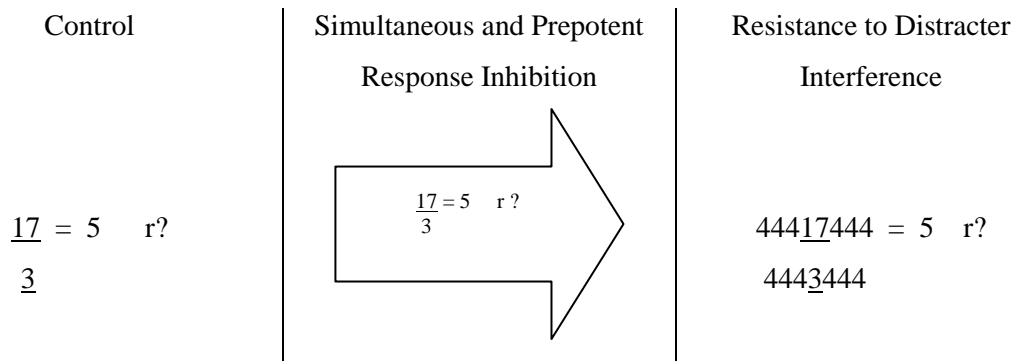 Control
17 = 5 r?
3
Simultaneous and Prepotent
Response Inhibition
17 = 5 r ?
3
Resistance to Distracter
Interference
44417444 = 5 r?
4443444